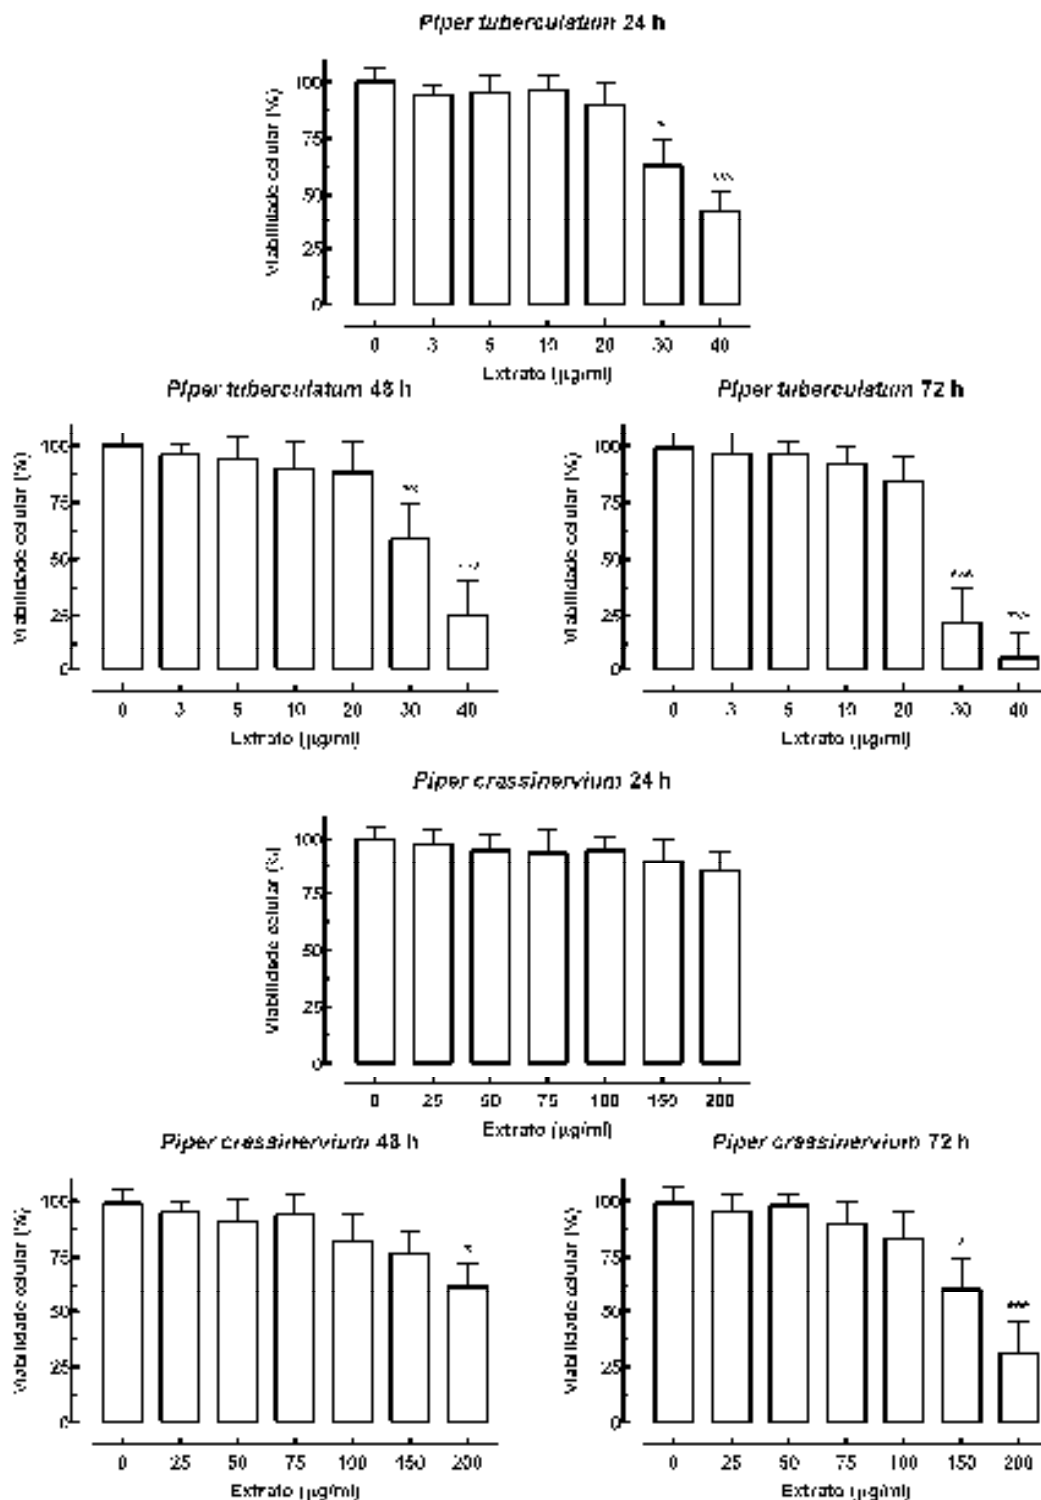 Piper tuberculatum 24 h
Viabilidade celular (%)
100
75
50
25
0
0 3 5 10 20 30 40
*
***
Extrato (µg/ml)
Piper tuberculatum 48 h
Viabilidade celular (%)
100
75
50
25
0
0 3 5 10 20 30 40
**
***
Extrato (µg/ml)
Piper tuberculatum 72 h
Viabilidade celular (%)
100
75
50
25
0
0 3 5 10 20 30 40
***
***
Extrato (µg/ml)
Piper crassinervium 24 h
Viabilidade celular (%)
100
75
50
25
0
0 25 50 75 100 150 200
Extrato (µg/ml)
Piper crassinervium 48 h
Viabilidade celular (%)
100
75
50
25
0
0 25 50 75 100 150 200
*
Extrato (µg/ml)
Piper crassinervium 72 h
Viabilidade celular (%)
100
75
50
25
0
0 25 50 75 100 150 200
*
***
Extrato (µg/ml)